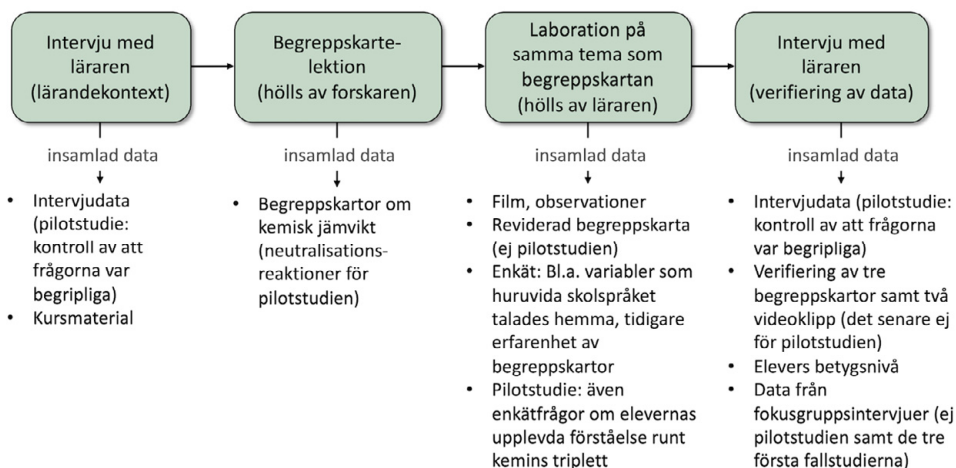 Intervju med
läraren
(lärandekontext)
Begreppskarte-
lektion
(hölls av forskaren)
Laboration på
samma tema som
begreppskartan
(hölls av läraren)
Intervju med
läraren
(verifiering av data)
insamlad data
insamlad data
insamlad data
insamlad data
• Intervjudata
(pilotstudie:
kontroll av att
frågorna var
begripliga)
• Kursmaterial
• Begreppskartor om
kemisk jämvikt
(neutralisations-
reaktioner för
pilotstudien)
• Film, observationer
• Reviderad begreppskarta
(ej pilotstudien)
• Enkät: Bl.a. variabler som
huruvida skolspråket
talades hemma, tidigare
erfarenhet av
begreppskartor
• Pilotstudie: även
enkätfrågor om elevernas
upplevda förståelse runt
kemins triplett
• Intervjudata (pilotstudie:
kontroll av att frågorna
var begripliga)
• Verifiering av tre
begreppskartor samt två
videoklipp (det senare ej
för pilotstudien)
• Elevers betygsnivå
• Data från
fokusgruppsintervjuer (ej
pilotstudien samt de tre
första fallstudierna)